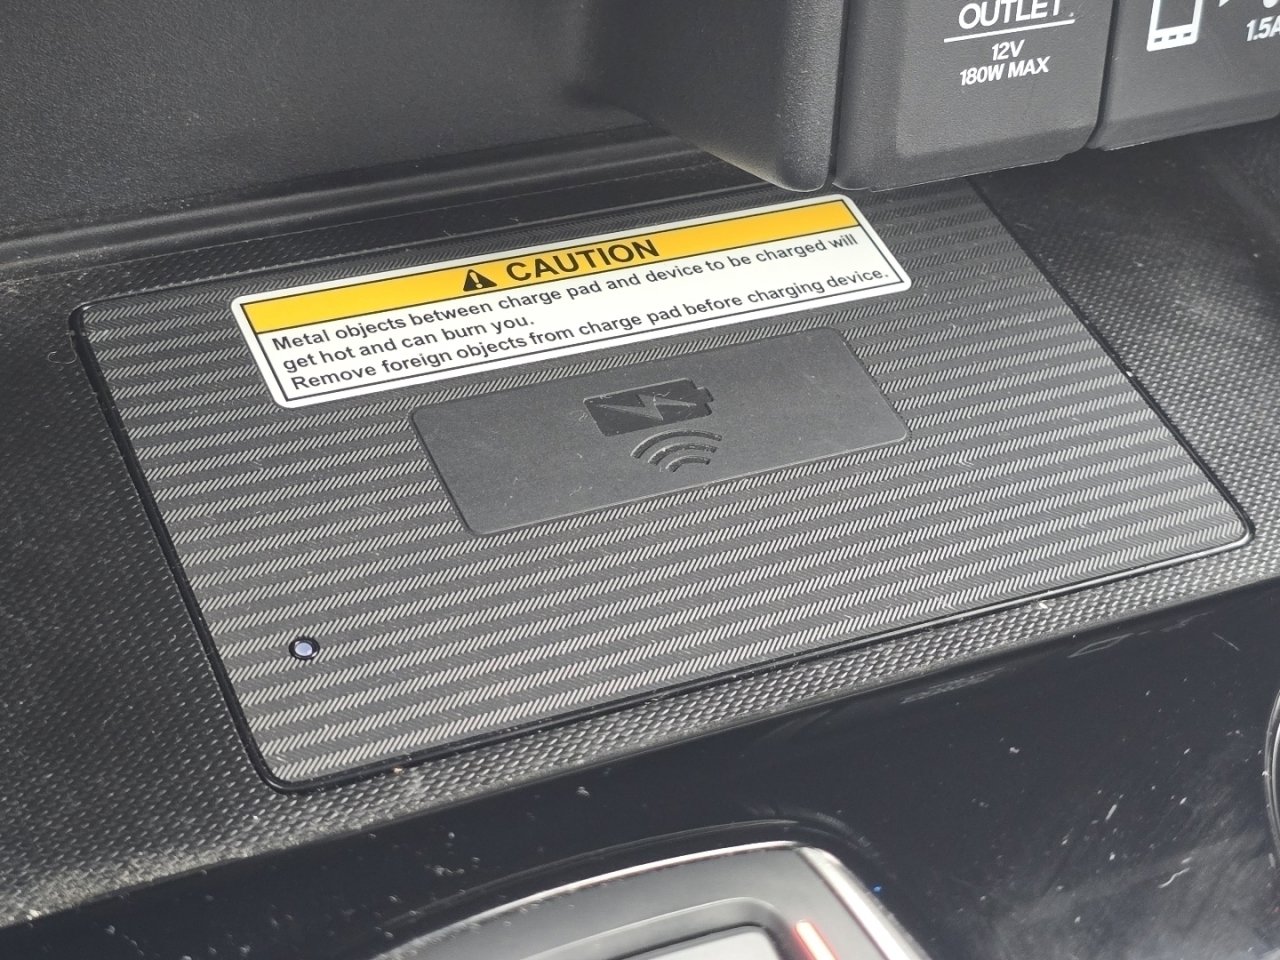 OUTLET
12V
180W MAX
1.5A
CAUTION
Metal objects between charge pad and device to be charged will
get hot and can burn you.
Remove foreign objects from charge pad before charging device.